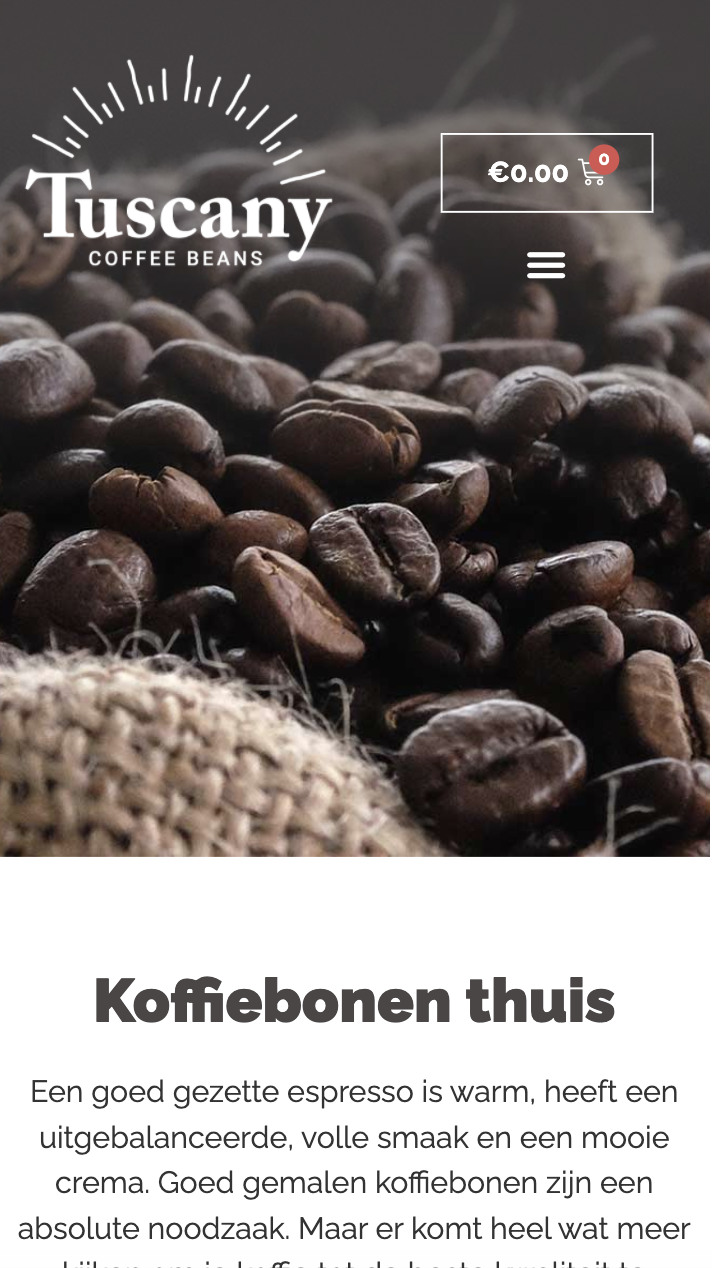 Tuscany
COFFEE BEANS
€0.00
0
Koffiebonen thuis
Een goed gezette espresso is warm, heeft een
uitgebalanceerde, volle smaak en een mooie
crema. Goed gemalen koffiebonen zijn een
absolute noodzaak. Maar er komt heel wat meer